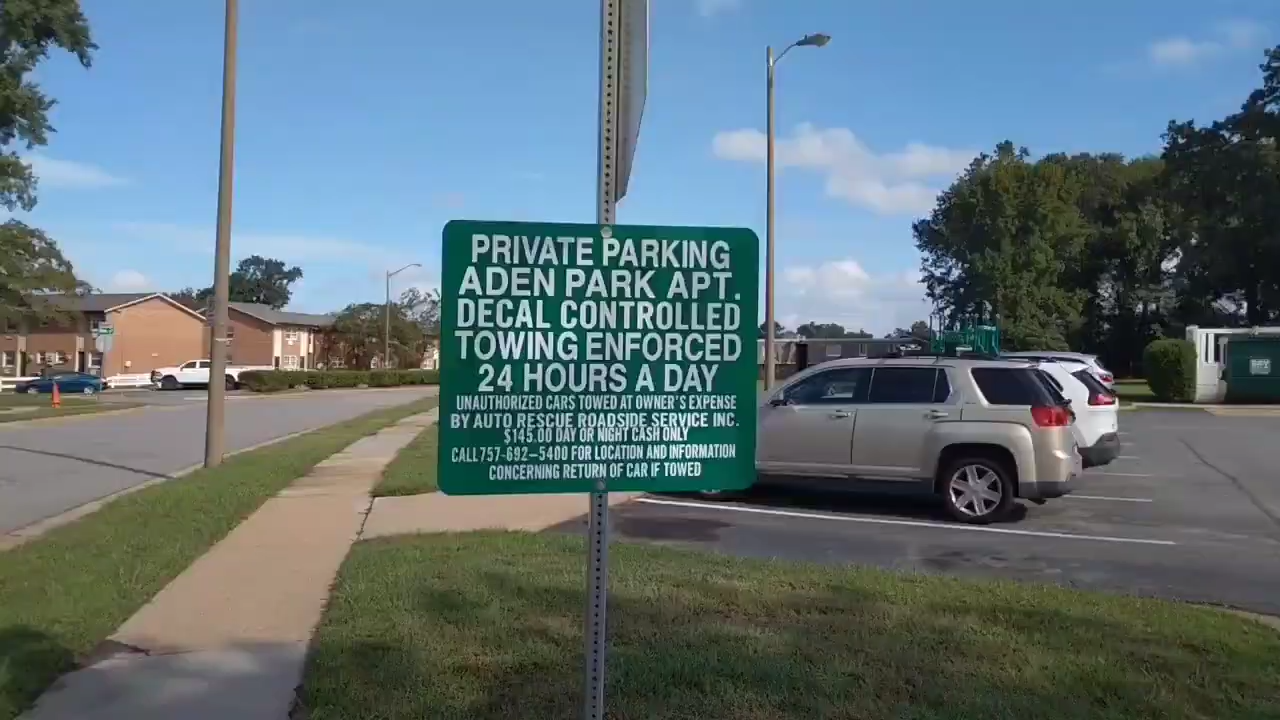 PRIVATE PARKING
ADEN PARK APT.
DECAL CONTROLLED
TOWING ENFORCED
24 HOURS A DAY
UNAUTHORIZED CARS TOWED AT OWNER'S EXPENSE
BY AUTO RESCUE ROADSIDE SERVICE INC.
$145.00 DAY OR NIGHT CASH ONLY
CALL 757-692-5400 FOR LOCATION AND INFORMATION
CONCERNING RETURN OF CAR IF TOWED